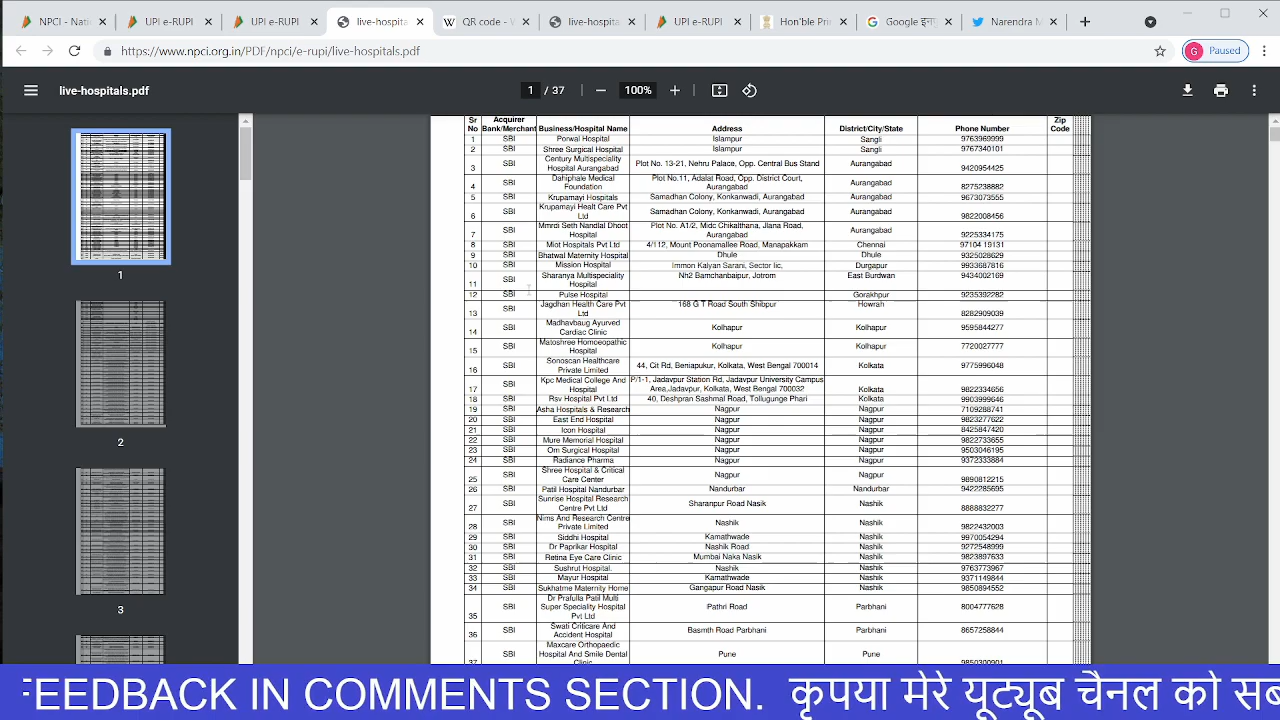 NPCI - Nati
UPI e-RUPI
UPI e-RUPI
live-hospita
QR code - W
live-hospita
UPI e-RUPI
Hon'ble Pri
Google
Narendra M
https://www.npci.org.in/PDF/npci/e-rupi/live-hospitals.pdf
G Paused
live-hospitals.pdf
1 / 37
100%
1
2
3
Sr No Acquirer Bank/Merchant Business/Hospital Name Address District/City/State Phone Number Zip Code
1 SBI Porwal Hospital Islampur Sangli 9763969999
2 SBI Shree Surgical Hospital Islampur Sangli 9767340101
3 SBI Century Multispeciality Hospital Aurangabad Plot No. 13-21, Nehru Palace, Opp. Central Bus Stand Aurangabad 9420954425
4 SBI Dahiphale Medical Foundation Plot No.11, Adalat Road, Opp. District Court, Aurangabad Aurangabad 8275238882
5 SBI Krupamayi Hospitals Samadhan Colony, Konkanwadi, Aurangabad Aurangabad 9673073555
6 SBI Krupamayi Healt Care Pvt Ltd Samadhan Colony, Konkanwadi, Aurangabad Aurangabad 9822008456
7 SBI Mmrdi Seth Nandlal Dhoot Hospital Plot No. A1/2, Midc Chikalthana, Jlana Road, Aurangabad Aurangabad 9225334175
8 SBI Miot Hospitals Pvt Ltd 4/112, Mount Poonamallee Road, Manapakkam Chennai 97104 19131
9 SBI Bhatwal Maternity Hospital Dhule Dhule 9325028629
10 SBI Mission Hospital Immon Kalyan Sarani, Sector Iic, Durgapur 9933687816
11 SBI Sharanya Multispeciality Hospital Nh2 Bamchanbaipur, Jotrom East Burdwan 9434002169
12 SBI Pulse Hospital Gorakhpur 9235392282
13 SBI Jagdhan Health Care Pvt Ltd 168 G T Road South Shibpur Howrah 8282909039
14 SBI Madhavbaug Ayurved Cardiac Clinic Kolhapur Kolhapur 9595844277
15 SBI Matoshree Homoeopathic Hospital Kolhapur Kolhapur 7720027777
16 SBI Sonoscan Healthcare Private Limited 44, Cit Rd, Beniapukur, Kolkata, West Bengal 700014 Kolkata 9775996048
17 SBI Kpc Medical College And Hospital P/1-1, Jadavpur Station Rd, Jadavpur University Campus Area,Jadavpur, Kolkata, West Bengal 700032 Kolkata 9822334656
18 SBI Rsv Hospital Pvt Ltd 40, Deshpran Sashmal Road, Tollugunge Phari Kolkata 9903999646
19 SBI Asha Hospitals & Research Nagpur Nagpur 7109288741
20 SBI East End Hospital Nagpur Nagpur 9823277622
21 SBI Icon Hospital Nagpur Nagpur 8425847420
22 SBI Mure Memorial Hospital Nagpur Nagpur 9822733655
23 SBI Om Surgical Hospital Nagpur Nagpur 9503046195
24 SBI Radiance Pharma Nagpur Nagpur 9372333884
25 SBI Shree Hospital & Critical Care Center Nagpur Nagpur 9890812215
26 SBI Patil Hospital Nandurbar Nandurbar Nandurbar 9422285695
27 SBI Sunrise Hospital Research Centre Pvt Ltd Sharanpur Road Nasik Nashik 8888832277
28 SBI Nims And Research Centre Private Limited Nashik Nashik 9822432003
29 SBI Siddhi Hospital Kamathwade Nashik 9970054294
30 SBI Dr Paprikar Hospital Nashik Road Nashik 9272548999
31 SBI Retina Eye Care Clinic Mumbai Naka Nasik Nashik 9823897633
32 SBI Sushrut Hospital. Nashik Nashik 9763773967
33 SBI Mayur Hospital Kamathwade Nashik 9371149844
34 SBI Sukhatme Maternity Home Gangapur Road Nasik Nashik 9850894552
35 SBI Dr Prafulla Patil Multi Super Speciality Hospital Pvt Ltd Pathri Road Parbhani 8004777628
36 SBI Swati Criticare And Accident Hospital Basmth Road Parbhani Parbhani 8657258844
37 SBI Maxcare Orthopaedic Hospital And Smile Dental Clinic Pune Pune 9850300901
FEEDBACK IN COMMENTS SECTION. कृपया मेरे यूट्यूब चैनल को सब